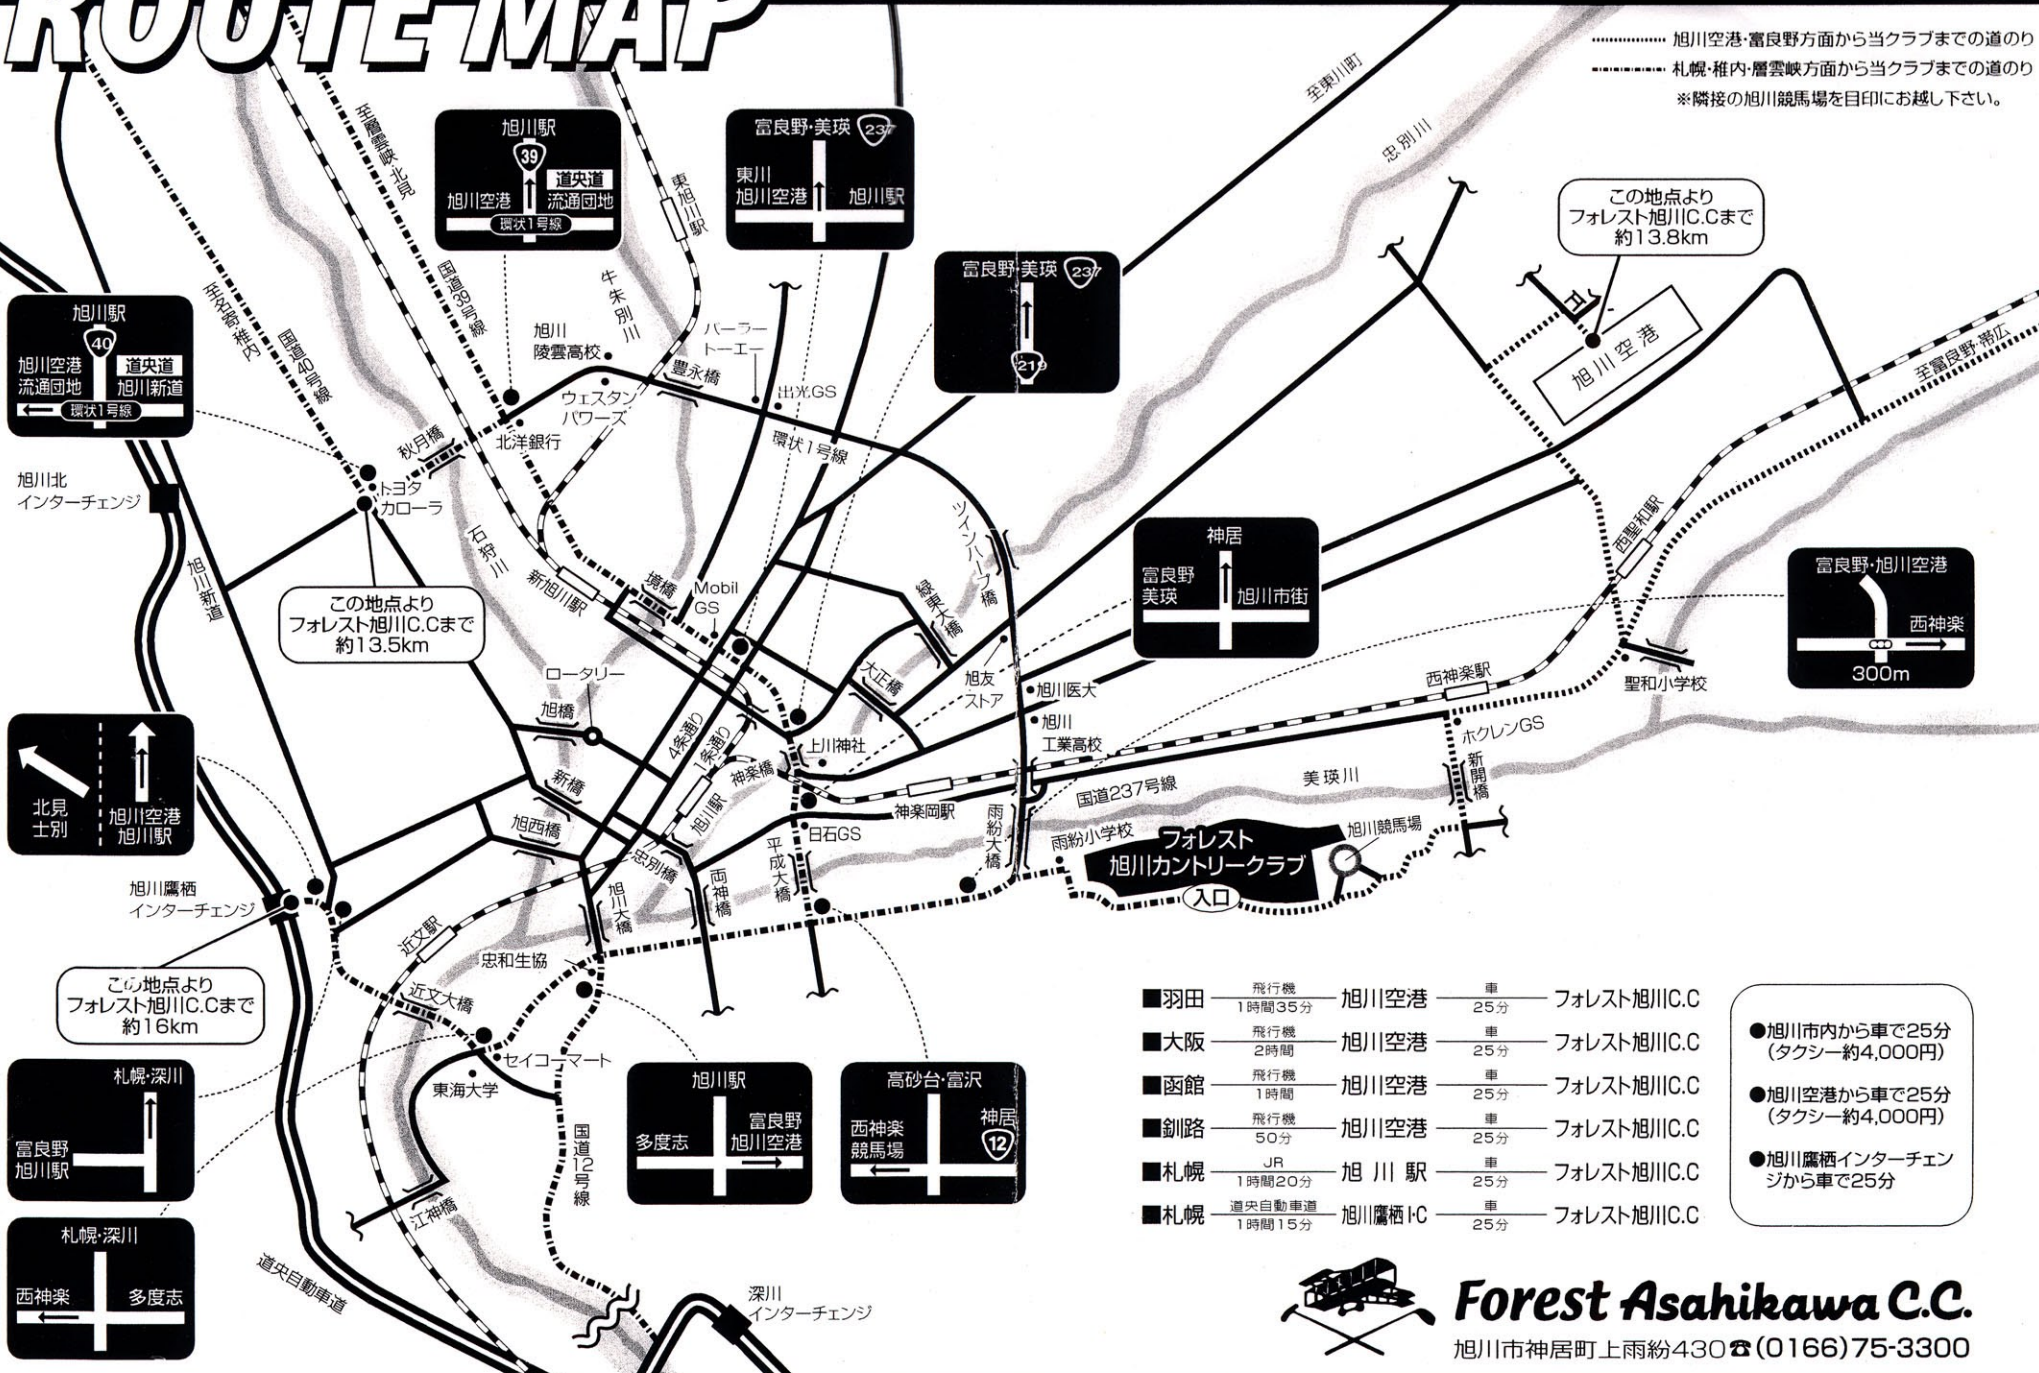 ROUTE MAP
旭川空港・富良野方面から当クラブまでの道のり
札幌・稚内・層雲峡方面から当クラブまでの道のり
※隣接の旭川競馬場を目印にお越し下さい。
旭川駅
39
道央道
旭川空港 流通団地
環状1号線
富良野・美瑛 237
東川
旭川空港 旭川駅
富良野・美瑛 237
219
至層雲峡・北見
国道39号線
東旭川駅
牛朱別川
至東川町
忠別川
この地点より
フォレスト旭川C.Cまで
約13.8km
旭川空港
至富良野・帯広
旭川駅
40
旭川空港 道央道
流通団地 旭川新道
環状1号線
至名寄・稚内
国道40号線
旭川
陵雲高校
パーラー
トーエー
豊永橋
出光GS
ウェスタン
パワーズ
北洋銀行
環状1号線
秋月橋
トヨタ
カローラ
旭川北
インターチェンジ
石狩川
旭川新道
新旭川駅
境橋
Mobil
GS
ツインハープ橋
緑東大橋
西聖和駅
神居
富良野
美瑛 旭川市街
富良野・旭川空港
西神楽
300m
この地点より
フォレスト旭川C.Cまで
約13.5km
ロータリー
旭橋
大正橋
旭友
ストア
旭川医大
旭川
工業高校
西神楽駅
聖和小学校
ホクレンGS
新開橋
4条通り
1条通り
上川神社
神楽橋
新橋
旭川駅
神楽岡駅
国道237号線
美瑛川
北見
士別
旭川空港
旭川駅
旭西橋
忠別橋
日石GS
平成大橋
雨紛大橋
雨紛小学校
フォレスト
旭川カントリークラブ
旭川競馬場
入口
旭川鷹栖
インターチェンジ
旭川大橋
両神橋
近文駅
忠和生協
この地点より
フォレスト旭川C.Cまで
約16km
近文大橋
セイコーマート
東海大学
札幌・深川
富良野
旭川駅
国道12号線
旭川駅
富良野
多度志 旭川空港
高砂台・富沢
神居
西神楽
競馬場
12
江神橋
札幌・深川
西神楽 多度志
道央自動車道
深川
インターチェンジ
■羽田 飛行機 1時間35分 旭川空港 車 25分 フォレスト旭川C.C
■大阪 飛行機 2時間 旭川空港 車 25分 フォレスト旭川C.C
■函館 飛行機 1時間 旭川空港 車 25分 フォレスト旭川C.C
■釧路 飛行機 50分 旭川空港 車 25分 フォレスト旭川C.C
■札幌 JR 1時間20分 旭川駅 車 25分 フォレスト旭川C.C
■札幌 道央自動車道 1時間15分 旭川鷹栖I・C 車 25分 フォレスト旭川C.C
●旭川市内から車で25分
(タクシー約4,000円)
●旭川空港から車で25分
(タクシー約4,000円)
●旭川鷹栖インターチェン
ジから車で25分
Forest Asahikawa C.C.
旭川市神居町上雨紛430☎(0166)75-3300